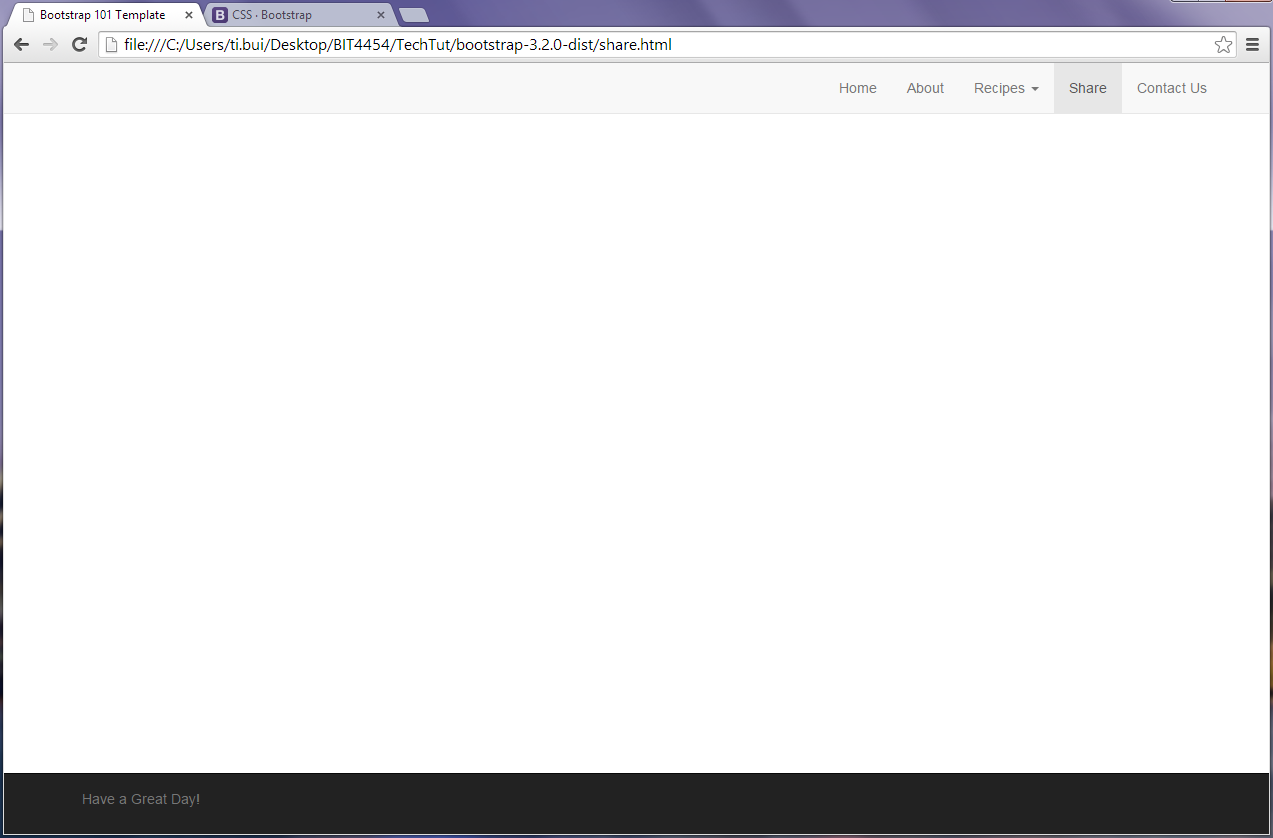 Bootstrap 101 Template
B CSS · Bootstrap
file:///C:/Users/ti.bui/Desktop/BIT4454/TechTut/bootstrap-3.2.0-dist/share.html
Home About Recipes Share Contact Us
Have a Great Day!